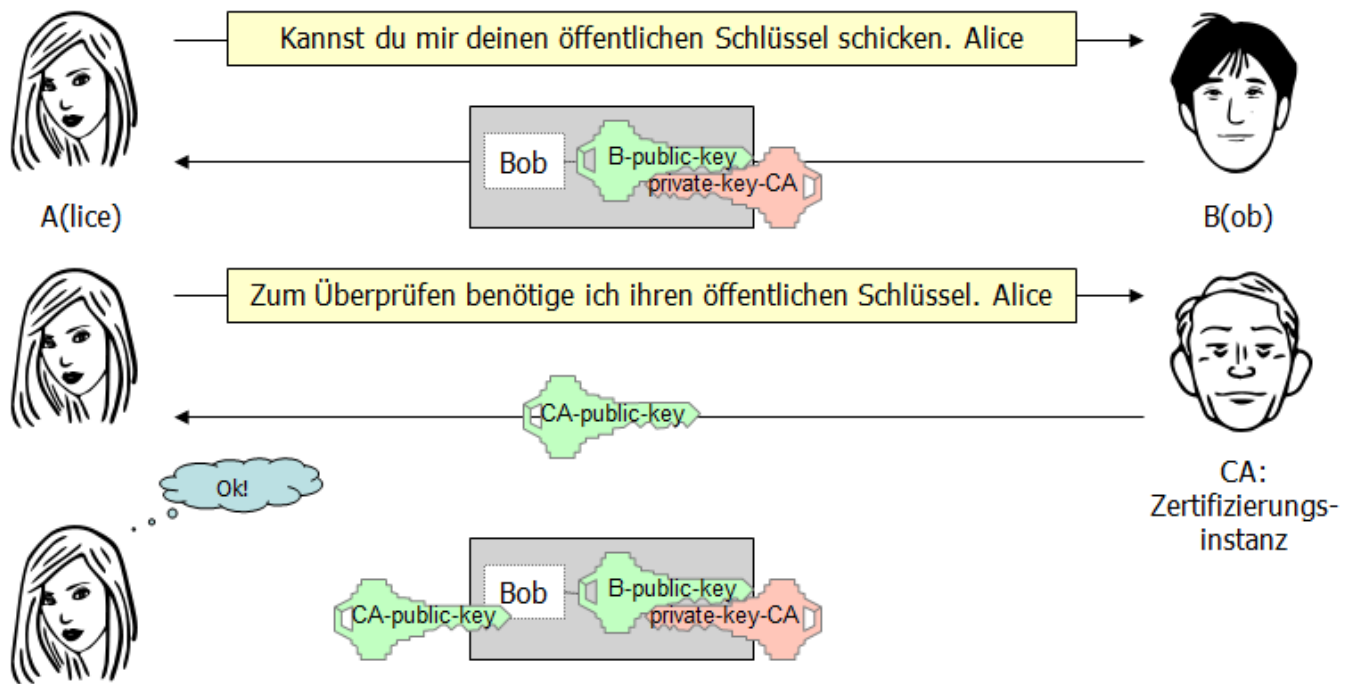 Kannst du mir deinen öffentlichen Schlüssel schicken. Alice
Bob
B-public-key
private-key-CA
A(lice)
B(ob)
Zum Überprüfen benötige ich ihren öffentlichen Schlüssel. Alice
CA-public-key
CA:
Zertifizierungs-
instanz
Ok!
Bob
B-public-key
CA-public-key
private-key-CA